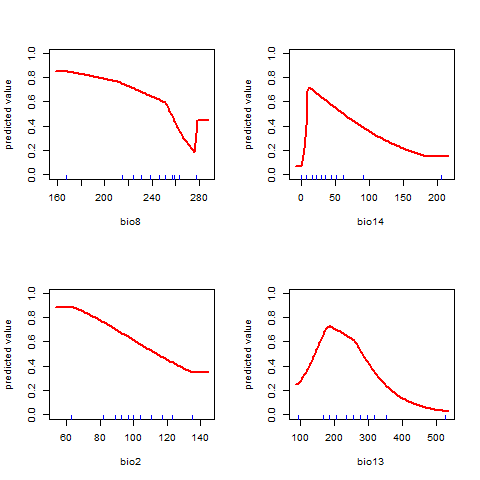 predicted value
0.0 0.2 0.4 0.6 0.8 1.0
160 200 240 280
bio8
predicted value
0.0 0.2 0.4 0.6 0.8 1.0
0 50 100 150 200
bio14
predicted value
0.0 0.2 0.4 0.6 0.8 1.0
60 80 100 120 140
bio2
predicted value
0.0 0.2 0.4 0.6 0.8 1.0
100 200 300 400 500
bio13